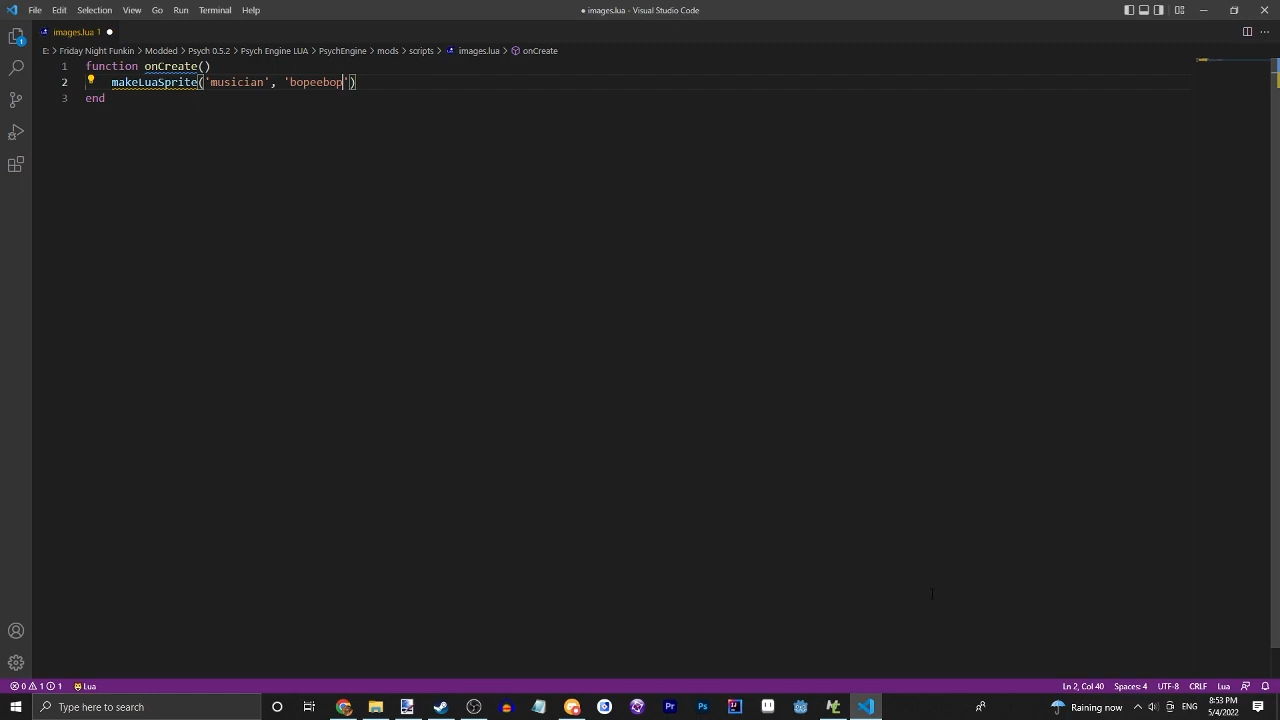 File Edit Selection View Go Run Terminal Help
● images.lua - Visual Studio Code
images.lua 1 ●
E: > Friday Night Funkin > Modded > Psych 0.5.2 > Psych Engine LUA > PsychEngine > mods > scripts > images.lua > onCreate
1 function onCreate()
2 makeLuaSprite('musician', 'bopeebop')
3 end
1
0 1 1 Lua
Ln 2, Col 40 Spaces: 4 UTF-8 CRLF Lua
Type here to search
Pr Ps
Raining now ENG
8:53 PM
5/4/2022